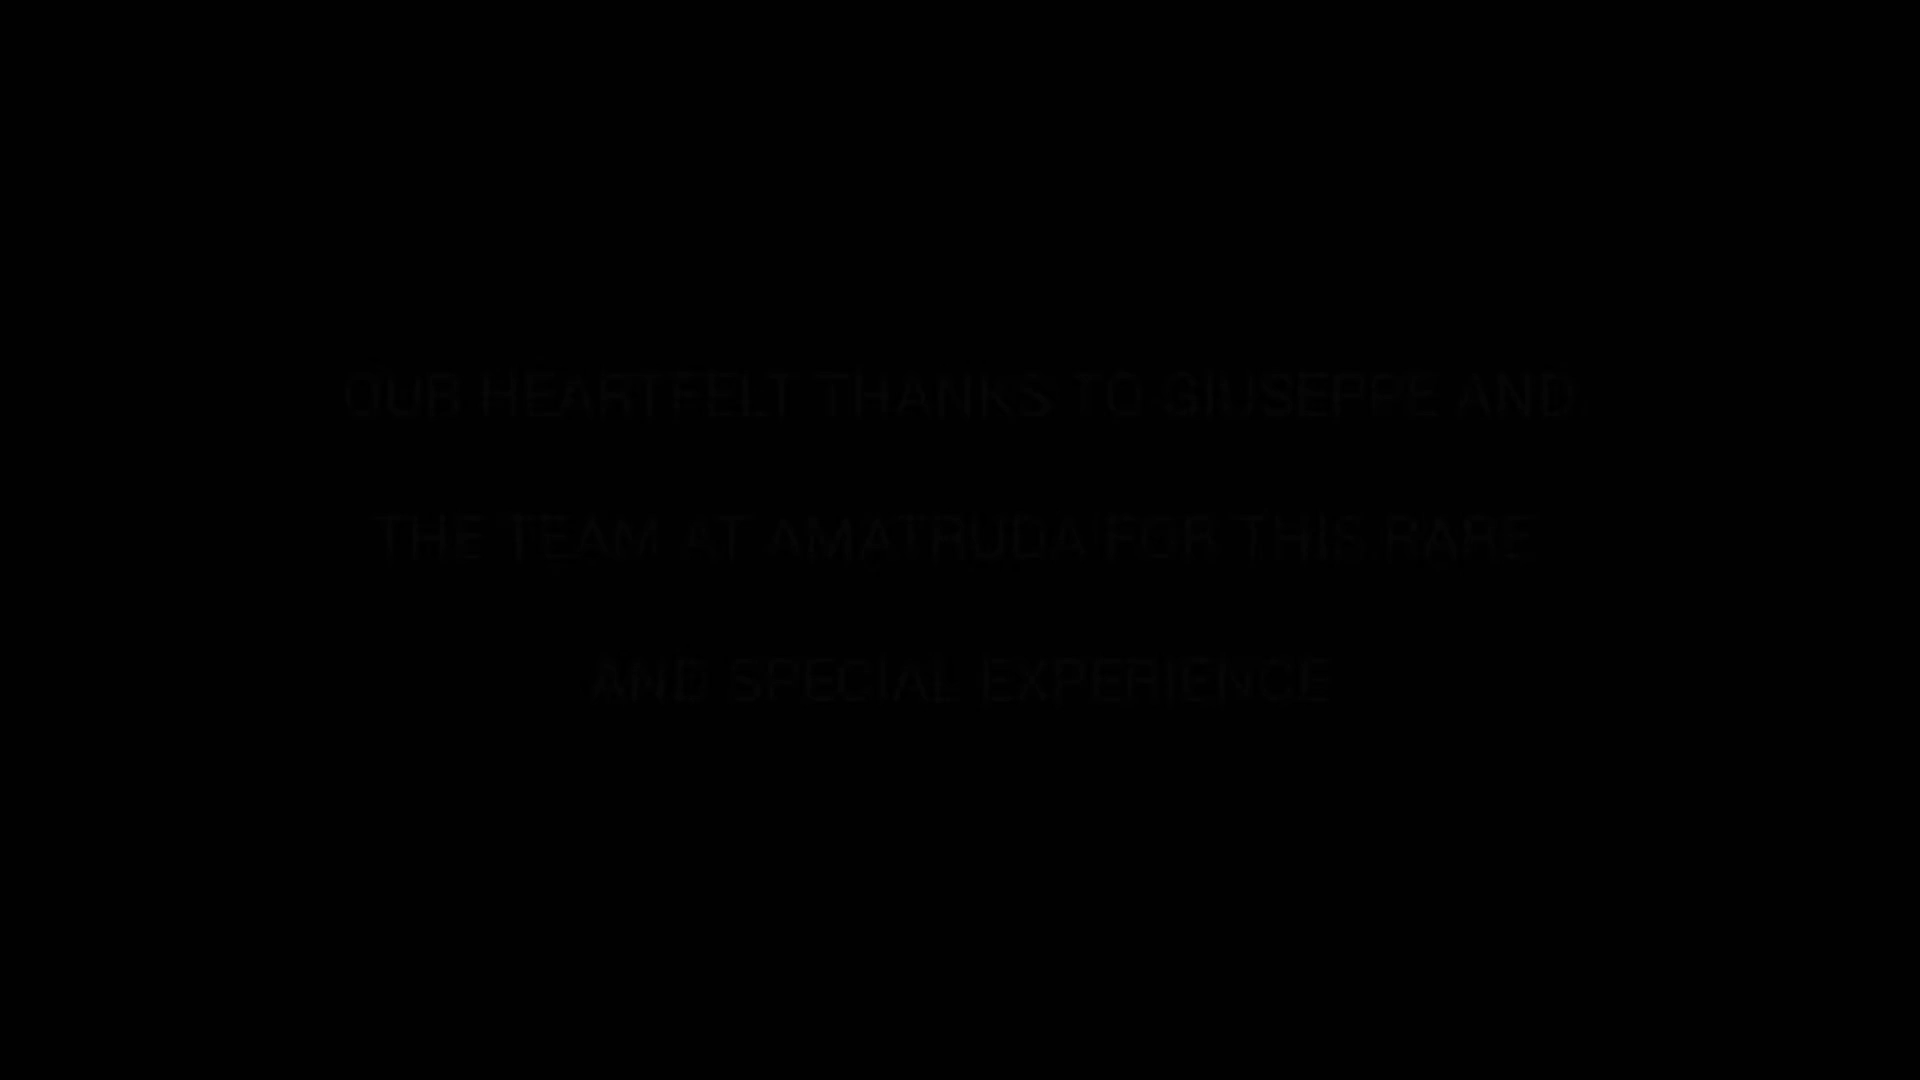 OUR HEARTFELT THANKS TO GIUSEPPE AND
THE TEAM AT AMATRUDA FOR THIS RARE
AND SPECIAL EXPERIENCE